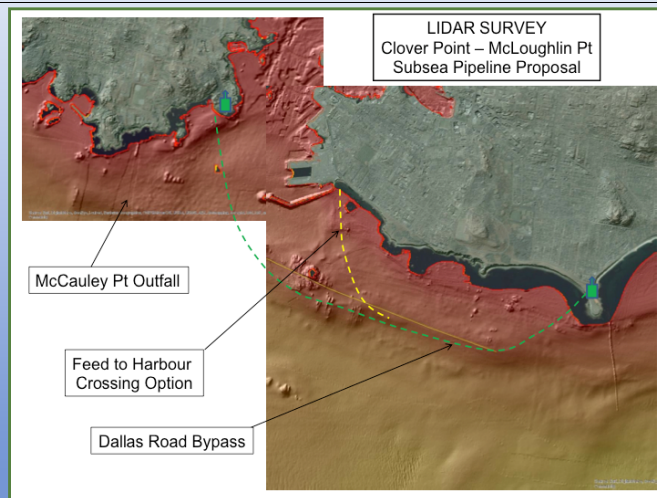 LIDAR SURVEY
Clover Point – McLoughlin Pt
Subsea Pipeline Proposal
McCauley Pt Outfall
Feed to Harbour
Crossing Option
Dallas Road Bypass